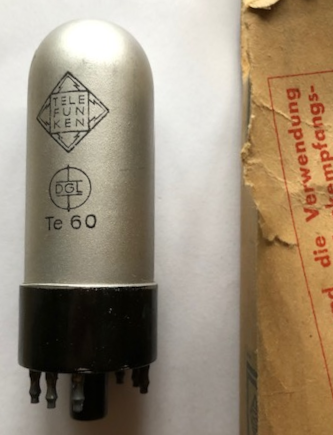 TELE
FUN
KEN
DGL
Te 60
die Verwendung